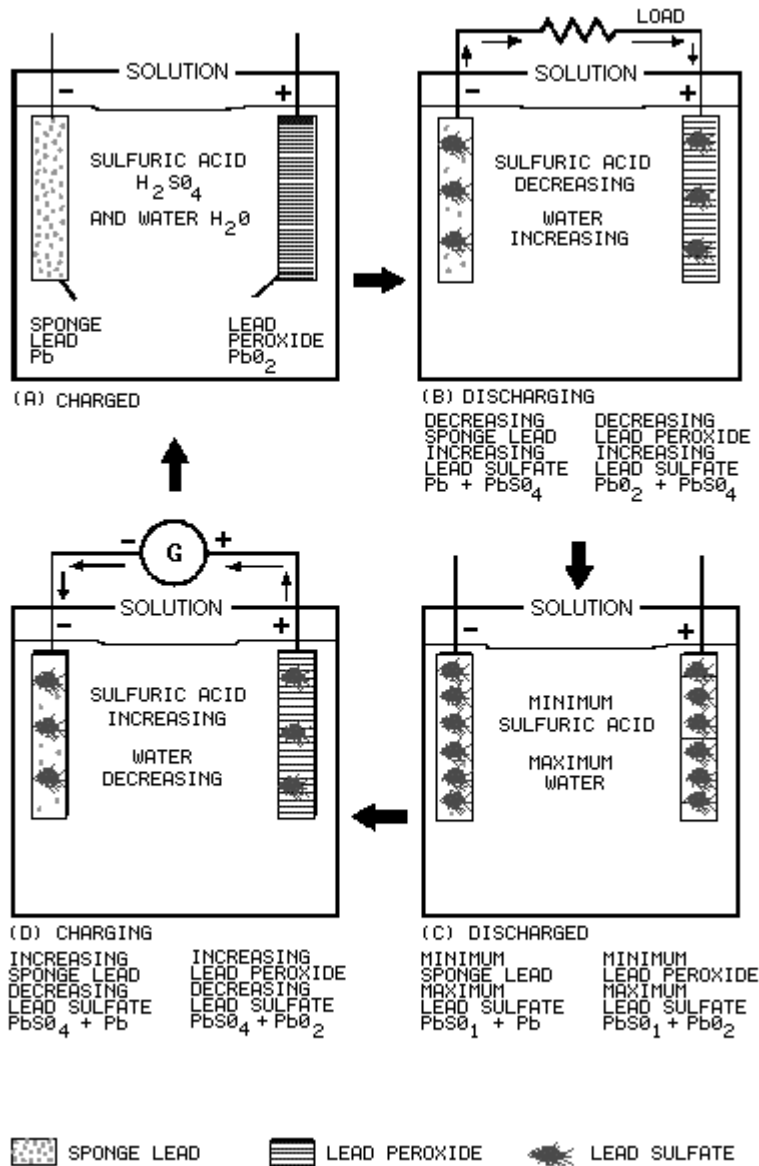 SOLUTION
- +
SULFURIC ACID
H₂SO₄
AND WATER H₂O
SPONGE
LEAD
Pb
LEAD
PEROXIDE
PbO₂
(A) CHARGED
LOAD
SOLUTION
- +
SULFURIC ACID
DECREASING
WATER
INCREASING
(B) DISCHARGING
DECREASING
SPONGE LEAD
INCREASING
LEAD SULFATE
Pb + PbSO₄
DECREASING
LEAD PEROXIDE
INCREASING
LEAD SULFATE
PbO₂ + PbSO₄
- G +
SOLUTION
- +
SULFURIC ACID
INCREASING
WATER
DECREASING
(D) CHARGING
INCREASING
SPONGE LEAD
DECREASING
LEAD SULFATE
PbSO₄ + Pb
INCREASING
LEAD PEROXIDE
DECREASING
LEAD SULFATE
PbSO₄ + PbO₂
SOLUTION
- +
MINIMUM
SULFURIC ACID
MAXIMUM
WATER
(C) DISCHARGED
MINIMUM
SPONGE LEAD
MAXIMUM
LEAD SULFATE
PbSO₁ + Pb
MINIMUM
LEAD PEROXIDE
MAXIMUM
LEAD SULFATE
PbSO₁ + PbO₂
SPONGE LEAD
LEAD PEROXIDE
LEAD SULFATE